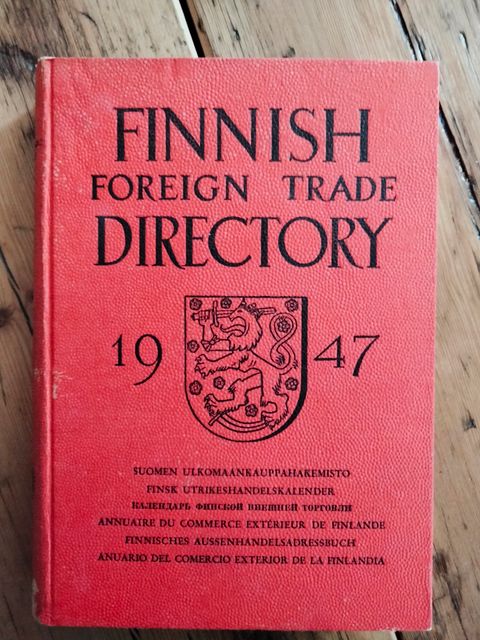 FINNISH
FOREIGN TRADE
DIRECTORY
19 47
SUOMEN ULKOMAANKAUPPAHAKEMISTO
FINSK UTRIKESHANDELSKALENDER
КАЛЕНДАРЬ ФИНСКОЙ ВНЕШНЕЙ ТОРГОВЛИ
ANNUAIRE DU COMMERCE EXTÉRIEUR DE FINLANDE
FINNISCHES AUSSENHANDELSADRESSBUCH
ANUARIO DEL COMERCIO EXTERIOR DE LA FINLANDIA